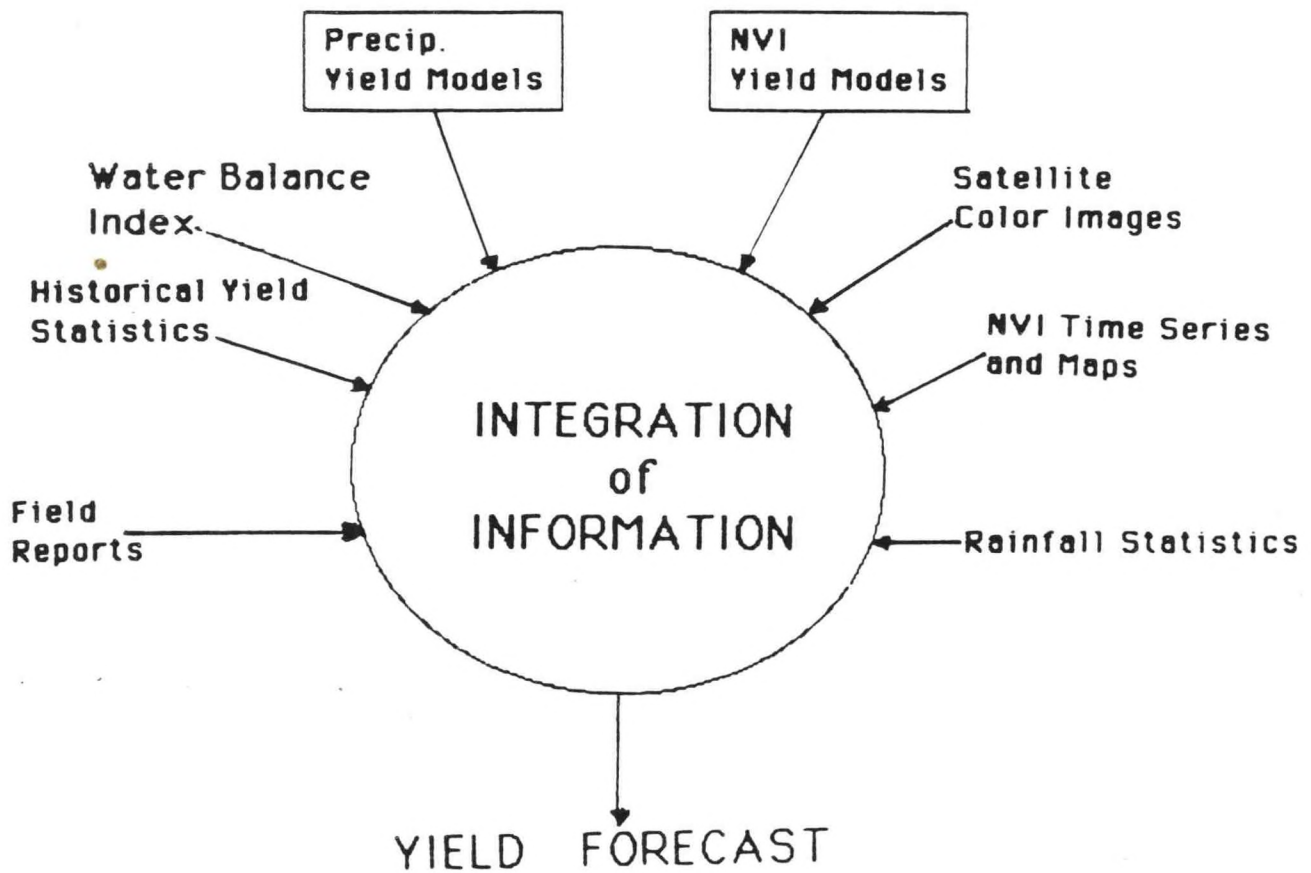 Precip.
Yield Models
NVI
Yield Models
Water Balance
Index
Satellite
Color Images
Historical Yield
Statistics
NVI Time Series
and Maps
INTEGRATION
of
INFORMATION
Field
Reports
Rainfall Statistics
YIELD FORECAST